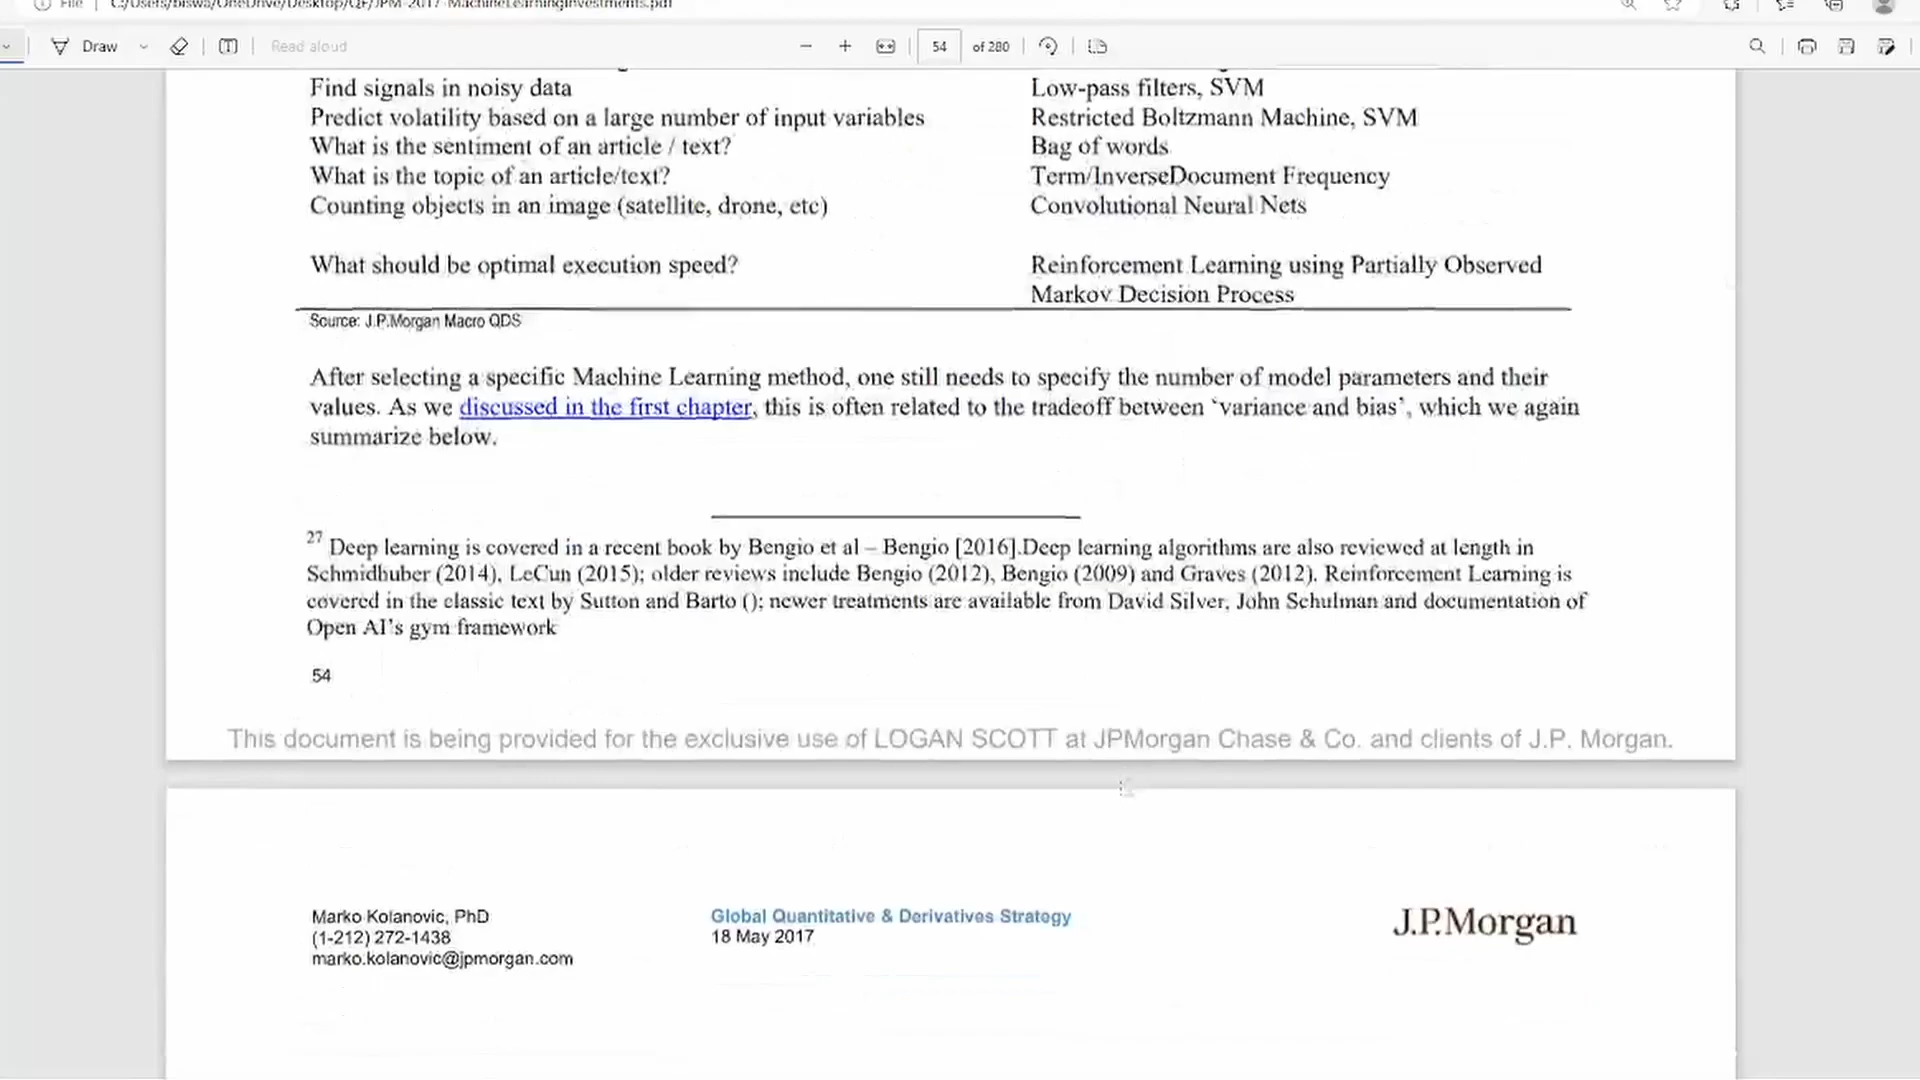 File | C:/Users/biswa/OneDrive/Desktop/QF/JPM-2017-MachineLearningInvestments.pdf
Draw
Read aloud
54 of 280
Find signals in noisy data Low-pass filters, SVM
Predict volatility based on a large number of input variables Restricted Boltzmann Machine, SVM
What is the sentiment of an article / text? Bag of words
What is the topic of an article/text? Term/InverseDocument Frequency
Counting objects in an image (satellite, drone, etc) Convolutional Neural Nets
What should be optimal execution speed? Reinforcement Learning using Partially Observed
Markov Decision Process
Source: J.P.Morgan Macro QDS
After selecting a specific Machine Learning method, one still needs to specify the number of model parameters and their
values. As we discussed in the first chapter, this is often related to the tradeoff between ‘variance and bias’, which we again
summarize below.
27 Deep learning is covered in a recent book by Bengio et al – Bengio [2016].Deep learning algorithms are also reviewed at length in
Schmidhuber (2014), LeCun (2015); older reviews include Bengio (2012), Bengio (2009) and Graves (2012). Reinforcement Learning is
covered in the classic text by Sutton and Barto (); newer treatments are available from David Silver, John Schulman and documentation of
Open AI’s gym framework
54
This document is being provided for the exclusive use of LOGAN SCOTT at JPMorgan Chase & Co. and clients of J.P. Morgan.
Marko Kolanovic, PhD Global Quantitative & Derivatives Strategy J.P.Morgan
(1-212) 272-1438 18 May 2017
marko.kolanovic@jpmorgan.com